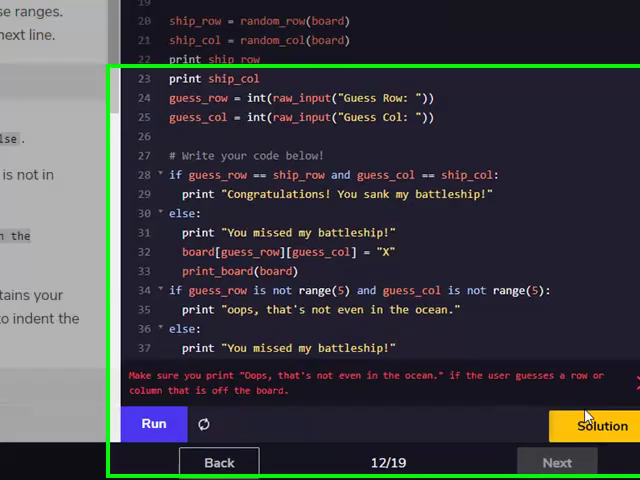 se ranges.
next line.
lse.
is not in
n the
tains your
to indent the
19
20 ship_row = random_row(board)
21 ship_col = random_col(board)
22 print ship_row
23 print ship_col
24 guess_row = int(raw_input("Guess Row: "))
25 guess_col = int(raw_input("Guess Col: "))
26
27 # Write your code below!
28 if guess_row == ship_row and guess_col == ship_col:
29 print "Congratulations! You sank my battleship!"
30 else:
31 print "You missed my battleship!"
32 board[guess_row][guess_col] = "X"
33 print_board(board)
34 if guess_row is not range(5) and guess_col is not range(5):
35 print "oops, that's not even in the ocean."
36 else:
37 print "You missed my battleship!"
Make sure you print "Oops, that's not even in the ocean." if the user guesses a row or
column that is off the board.
Run
Solution
Back
12/19
Next